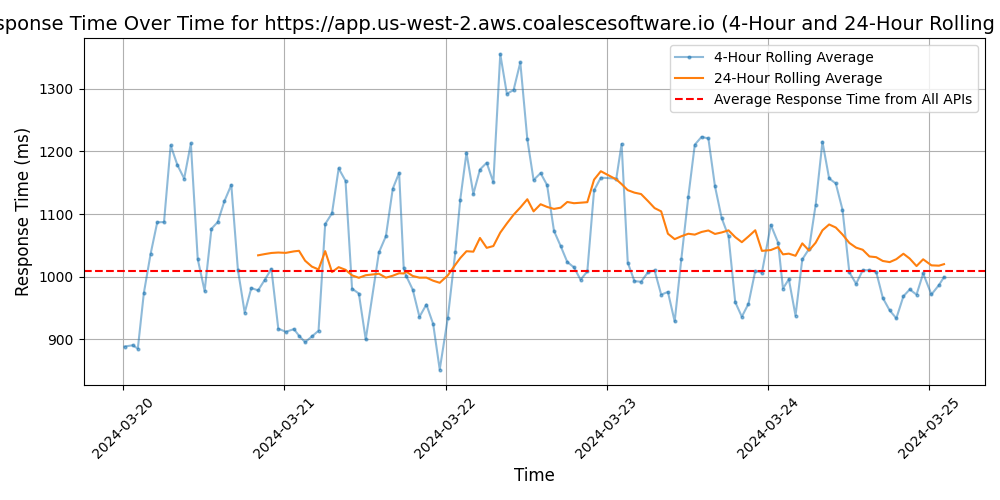 sponse Time Over Time for https://app.us-west-2.aws.coalescesoftware.io (4-Hour and 24-Hour Rolling
4-Hour Rolling Average
24-Hour Rolling Average
Average Response Time from All APIs
Response Time (ms)
1300
1200
1100
1000
900
2024-03-20
2024-03-21
2024-03-22
2024-03-23
2024-03-24
2024-03-25
Time